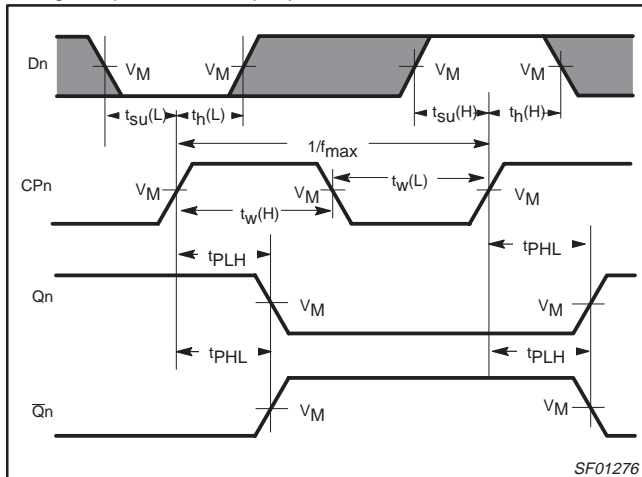 Dn
VM VM VM VM
tsu(L) th(L) tsu(H) th(H)
1/fmax
CPn
VM VM tw(L) VM
tw(H)
tPLH tPHL
Qn
VM VM
tPHL tPLH
Q̅n
VM VM
SF01276